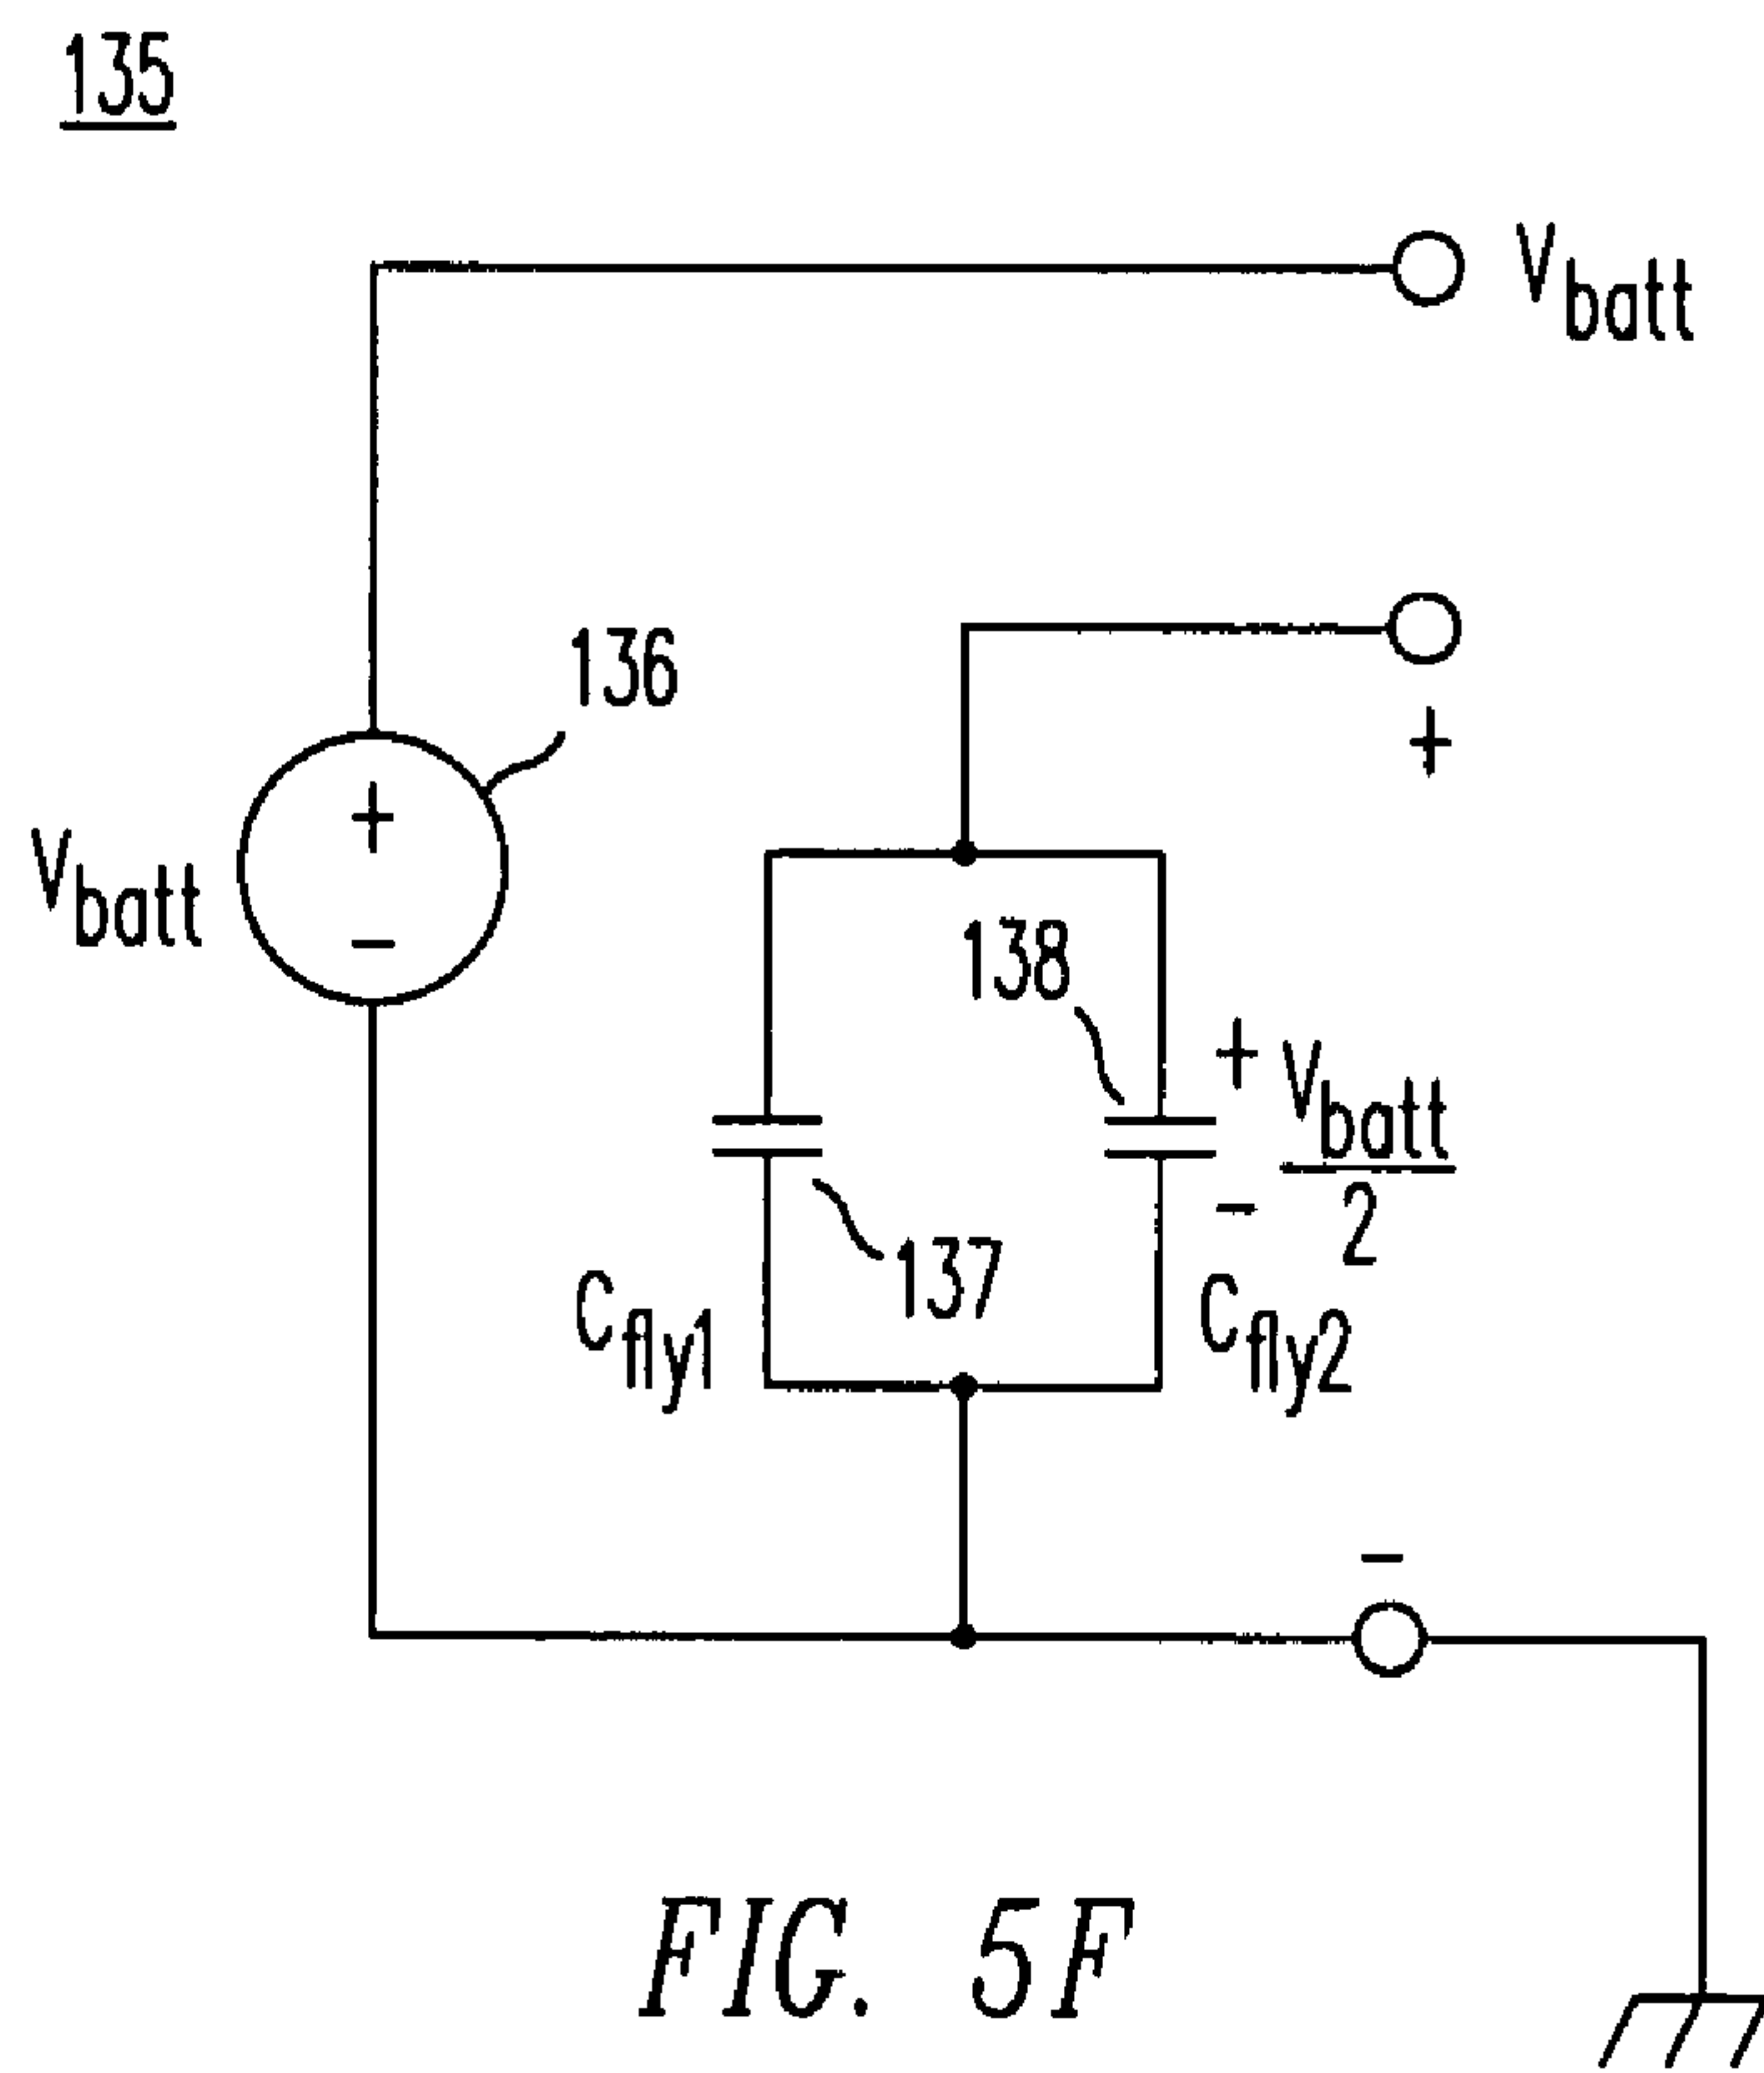 135
Vbatt
136
+
+
Vbatt
−
138
+
Vbatt
2
−
137
Cfly1
Cfly2
−
FIG. 5F